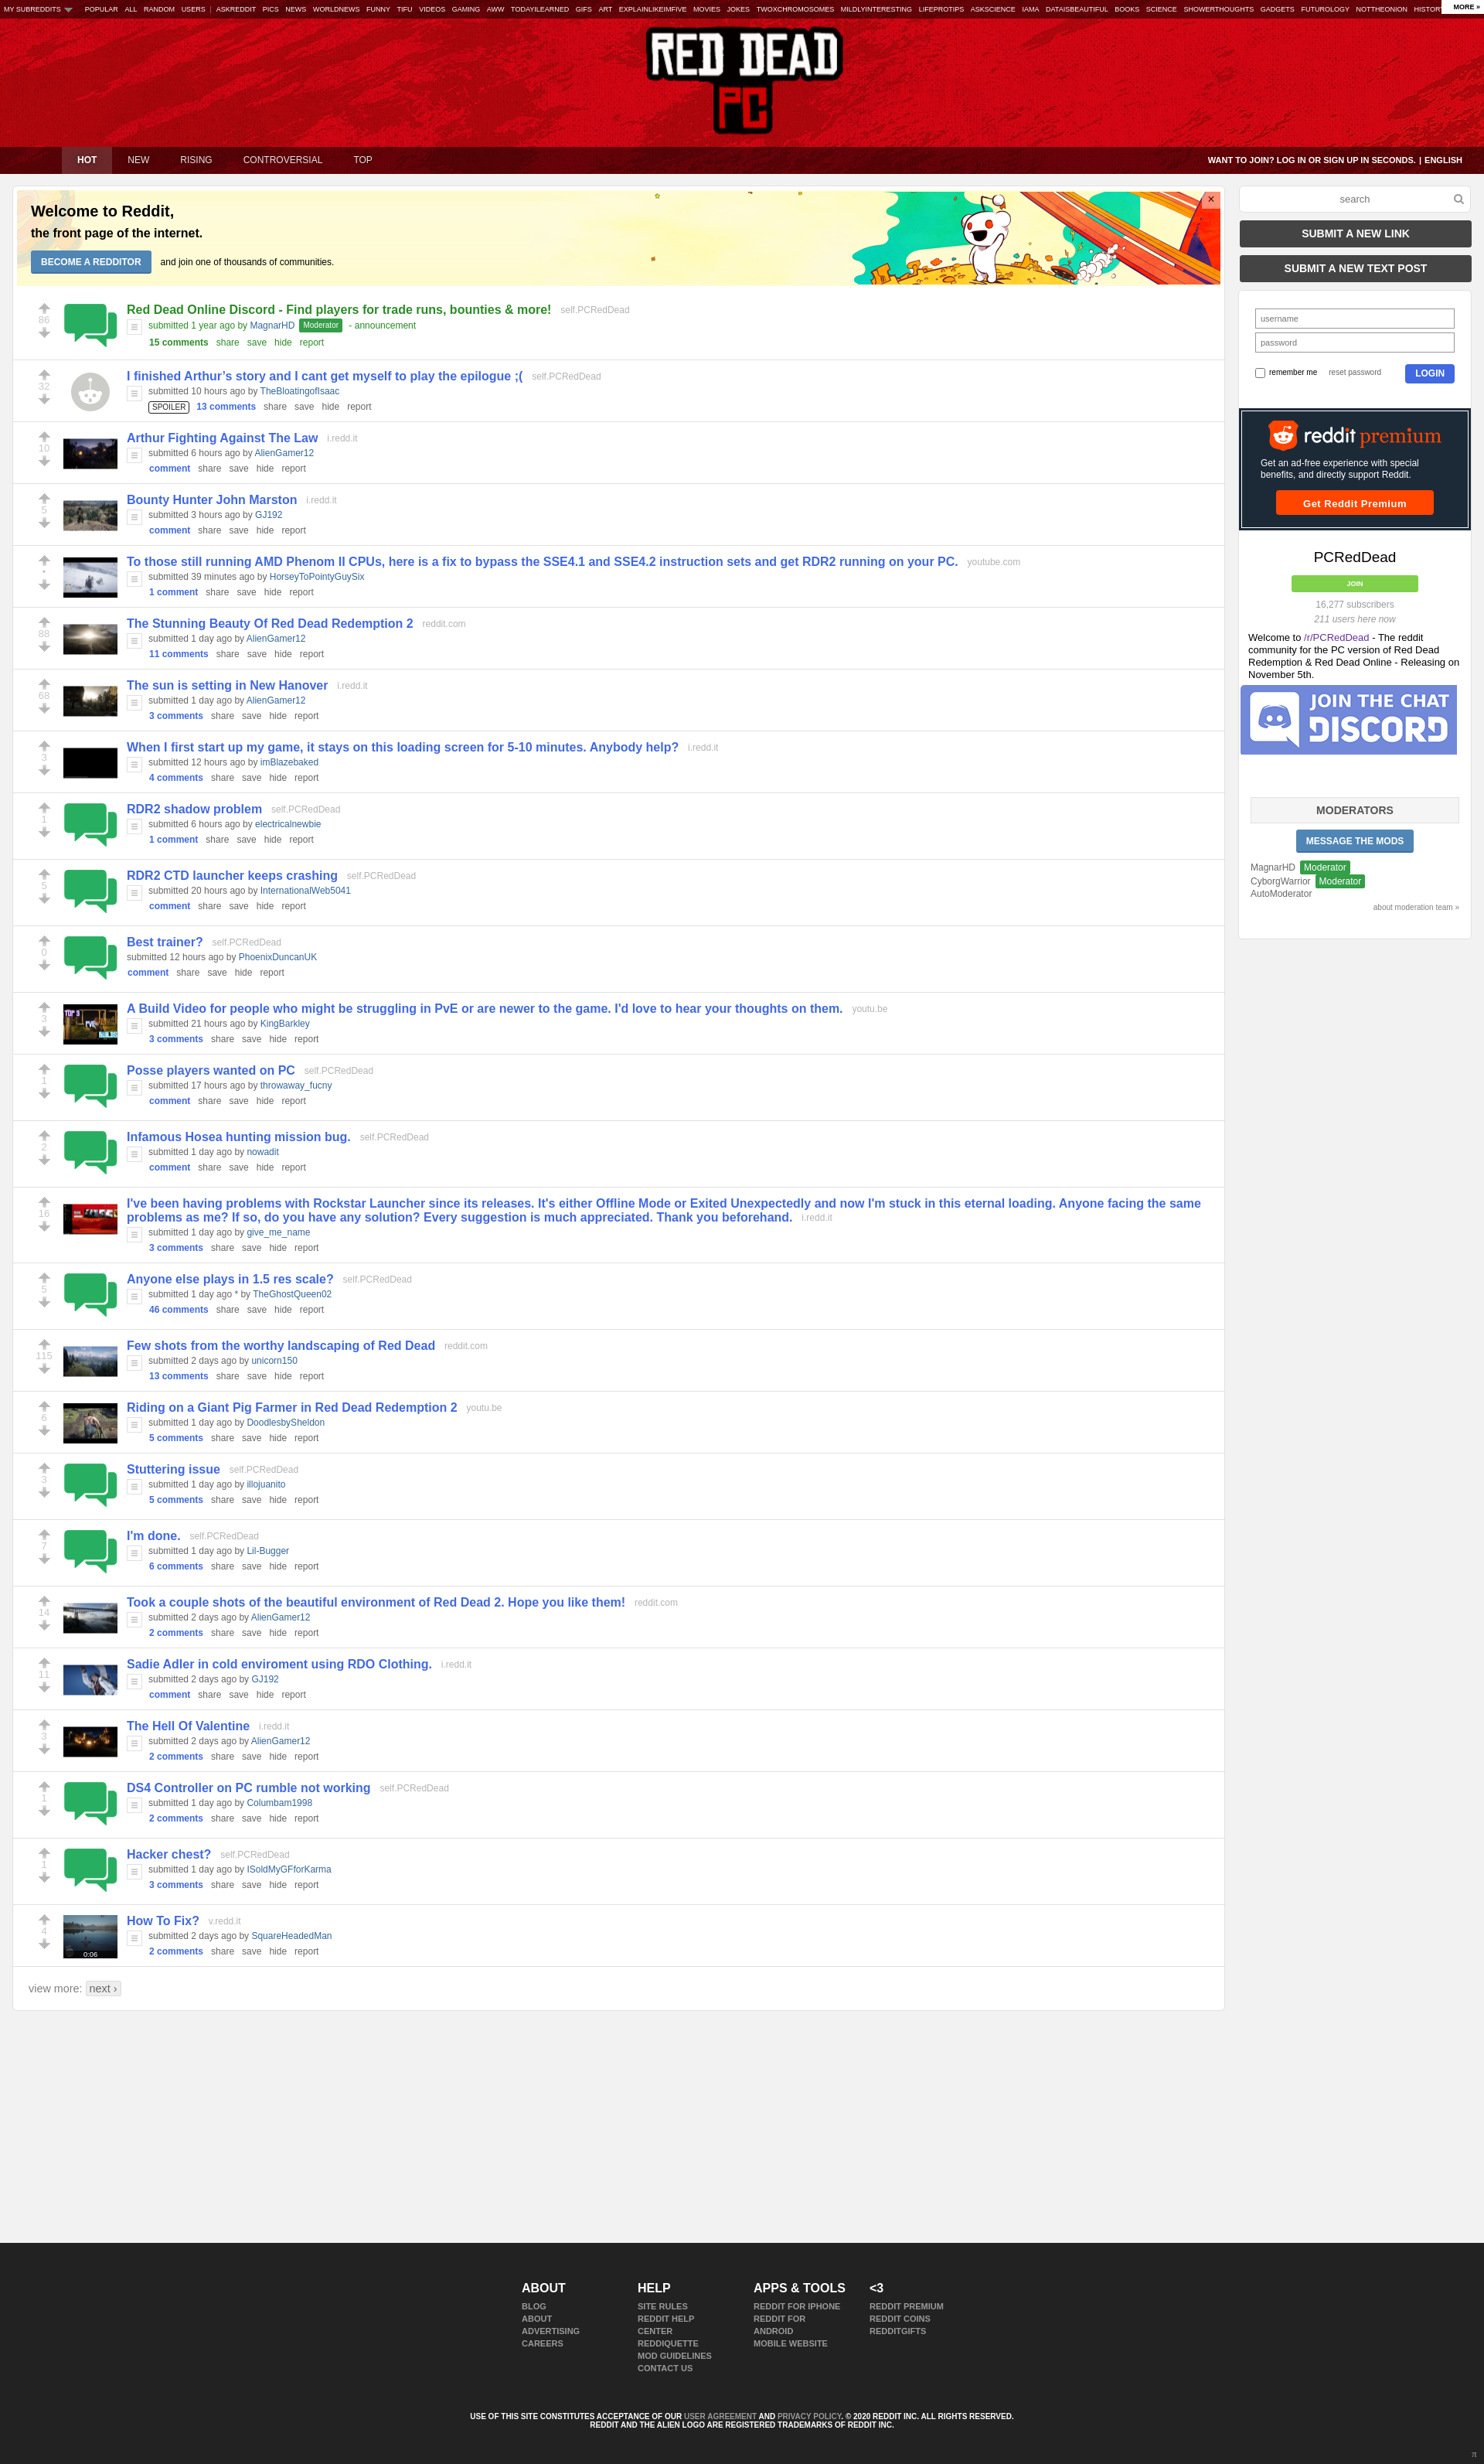 MY SUBREDDITS POPULAR ALL RANDOM USERS | ASKREDDIT PICS NEWS WORLDNEWS FUNNY TIFU VIDEOS GAMING AWW TODAYILEARNED GIFS ART EXPLAINLIKEIMFIVE MOVIES JOKES TWOXCHROMOSOMES MILDLYINTERESTING LIFEPROTIPS ASKSCIENCE IAMA DATAISBEAUTIFUL BOOKS SCIENCE SHOWERTHOUGHTS GADGETS FUTUROLOGY NOTTHEONION HISTORY MORE »
RED DEAD
PC
HOT NEW RISING CONTROVERSIAL TOP
WANT TO JOIN? LOG IN OR SIGN UP IN SECONDS. | ENGLISH
Welcome to Reddit,
the front page of the internet.
BECOME A REDDITOR and join one of thousands of communities.
×
86
Red Dead Online Discord - Find players for trade runs, bounties & more! self.PCRedDead
submitted 1 year ago by MagnarHD Moderator - announcement
15 comments share save hide report
32
I finished Arthur’s story and I cant get myself to play the epilogue ;( self.PCRedDead
submitted 10 hours ago by TheBloatingofIsaac
SPOILER 13 comments share save hide report
10
Arthur Fighting Against The Law i.redd.it
submitted 6 hours ago by AlienGamer12
comment share save hide report
5
Bounty Hunter John Marston i.redd.it
submitted 3 hours ago by GJ192
comment share save hide report
•
To those still running AMD Phenom II CPUs, here is a fix to bypass the SSE4.1 and SSE4.2 instruction sets and get RDR2 running on your PC. youtube.com
submitted 39 minutes ago by HorseyToPointyGuySix
1 comment share save hide report
88
The Stunning Beauty Of Red Dead Redemption 2 reddit.com
submitted 1 day ago by AlienGamer12
11 comments share save hide report
68
The sun is setting in New Hanover i.redd.it
submitted 1 day ago by AlienGamer12
3 comments share save hide report
3
When I first start up my game, it stays on this loading screen for 5-10 minutes. Anybody help? i.redd.it
submitted 12 hours ago by imBlazebaked
4 comments share save hide report
1
RDR2 shadow problem self.PCRedDead
submitted 6 hours ago by electricalnewbie
1 comment share save hide report
5
RDR2 CTD launcher keeps crashing self.PCRedDead
submitted 20 hours ago by InternationalWeb5041
comment share save hide report
0
Best trainer? self.PCRedDead
submitted 12 hours ago by PhoenixDuncanUK
comment share save hide report
3
TOP 3
PVE
BUILDS
A Build Video for people who might be struggling in PvE or are newer to the game. I'd love to hear your thoughts on them. youtu.be
submitted 21 hours ago by KingBarkley
3 comments share save hide report
1
Posse players wanted on PC self.PCRedDead
submitted 17 hours ago by throwaway_fucny
comment share save hide report
2
Infamous Hosea hunting mission bug. self.PCRedDead
submitted 1 day ago by nowadit
comment share save hide report
16
I've been having problems with Rockstar Launcher since its releases. It's either Offline Mode or Exited Unexpectedly and now I'm stuck in this eternal loading. Anyone facing the same
problems as me? If so, do you have any solution? Every suggestion is much appreciated. Thank you beforehand. i.redd.it
submitted 1 day ago by give_me_name
3 comments share save hide report
5
Anyone else plays in 1.5 res scale? self.PCRedDead
submitted 1 day ago * by TheGhostQueen02
46 comments share save hide report
115
Few shots from the worthy landscaping of Red Dead reddit.com
submitted 2 days ago by unicorn150
13 comments share save hide report
6
Riding on a Giant Pig Farmer in Red Dead Redemption 2 youtu.be
submitted 1 day ago by DoodlesbySheldon
5 comments share save hide report
3
Stuttering issue self.PCRedDead
submitted 1 day ago by illojuanito
5 comments share save hide report
7
I'm done. self.PCRedDead
submitted 1 day ago by Lil-Bugger
6 comments share save hide report
14
Took a couple shots of the beautiful environment of Red Dead 2. Hope you like them! reddit.com
submitted 2 days ago by AlienGamer12
2 comments share save hide report
11
Sadie Adler in cold enviroment using RDO Clothing. i.redd.it
submitted 2 days ago by GJ192
comment share save hide report
3
The Hell Of Valentine i.redd.it
submitted 2 days ago by AlienGamer12
2 comments share save hide report
1
DS4 Controller on PC rumble not working self.PCRedDead
submitted 1 day ago by Columbam1998
2 comments share save hide report
1
Hacker chest? self.PCRedDead
submitted 1 day ago by ISoldMyGFforKarma
3 comments share save hide report
4
0:06
How To Fix? v.redd.it
submitted 2 days ago by SquareHeadedMan
2 comments share save hide report
view more: next ›
search
SUBMIT A NEW LINK
SUBMIT A NEW TEXT POST
username
password
remember me reset password LOGIN
reddit premium
Get an ad-free experience with special
benefits, and directly support Reddit.
Get Reddit Premium
PCRedDead
JOIN
16,277 subscribers
211 users here now
Welcome to /r/PCRedDead - The reddit
community for the PC version of Red Dead
Redemption & Red Dead Online - Releasing on
November 5th.
JOIN THE CHAT
DISCORD
MODERATORS
MESSAGE THE MODS
MagnarHD Moderator
CyborgWarrior Moderator
AutoModerator
about moderation team »
ABOUT
BLOG
ABOUT
ADVERTISING
CAREERS
HELP
SITE RULES
REDDIT HELP
CENTER
REDDIQUETTE
MOD GUIDELINES
CONTACT US
APPS & TOOLS
REDDIT FOR IPHONE
REDDIT FOR
ANDROID
MOBILE WEBSITE
<3
REDDIT PREMIUM
REDDIT COINS
REDDITGIFTS
USE OF THIS SITE CONSTITUTES ACCEPTANCE OF OUR USER AGREEMENT AND PRIVACY POLICY. © 2020 REDDIT INC. ALL RIGHTS RESERVED.
REDDIT AND THE ALIEN LOGO ARE REGISTERED TRADEMARKS OF REDDIT INC.
π